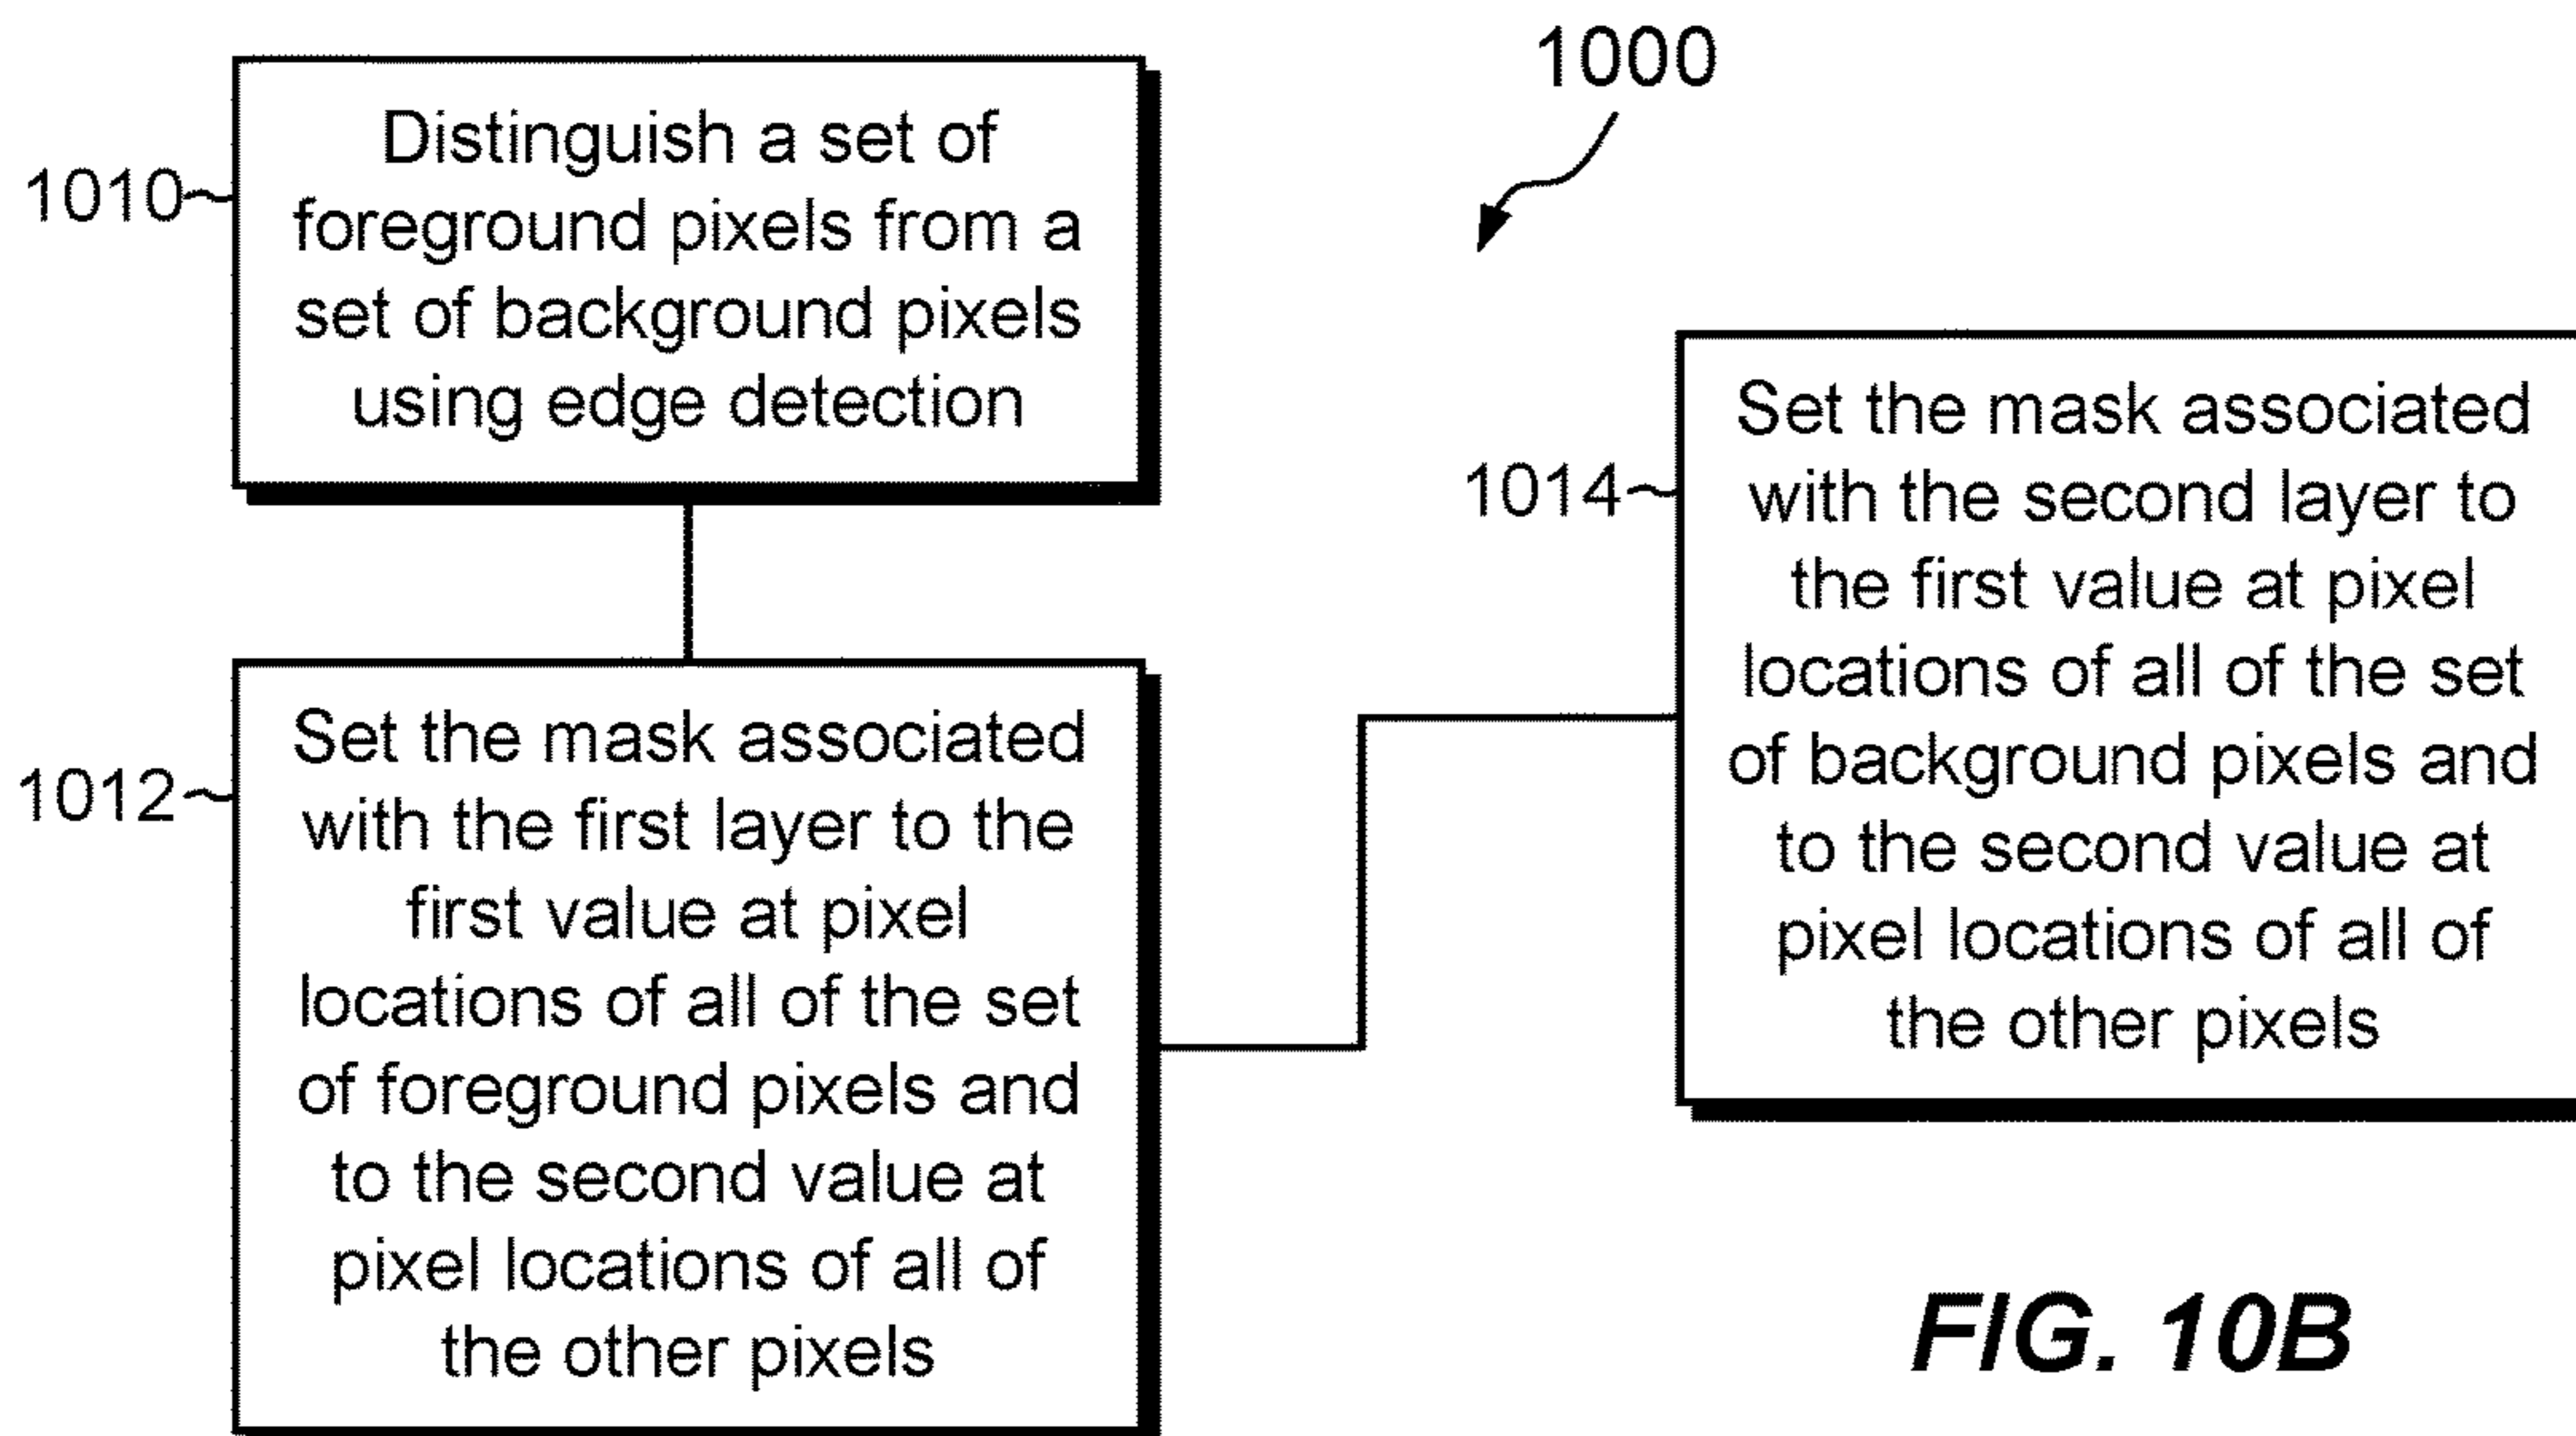 1000
1010
Distinguish a set of
foreground pixels from a
set of background pixels
using edge detection
1012
Set the mask associated
with the first layer to the
first value at pixel
locations of all of the set
of foreground pixels and
to the second value at
pixel locations of all of
the other pixels
1014
Set the mask associated
with the second layer to
the first value at pixel
locations of all of the set
of background pixels and
to the second value at
pixel locations of all of
the other pixels
FIG. 10B